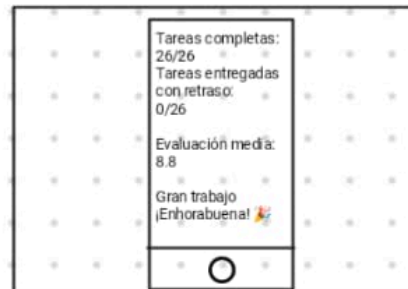 Tareas completas:
26/26
Tareas entregadas
con retraso:
0/26
Evaluación media:
8.8
Gran trabajo
¡Enhorabuena! 🎉